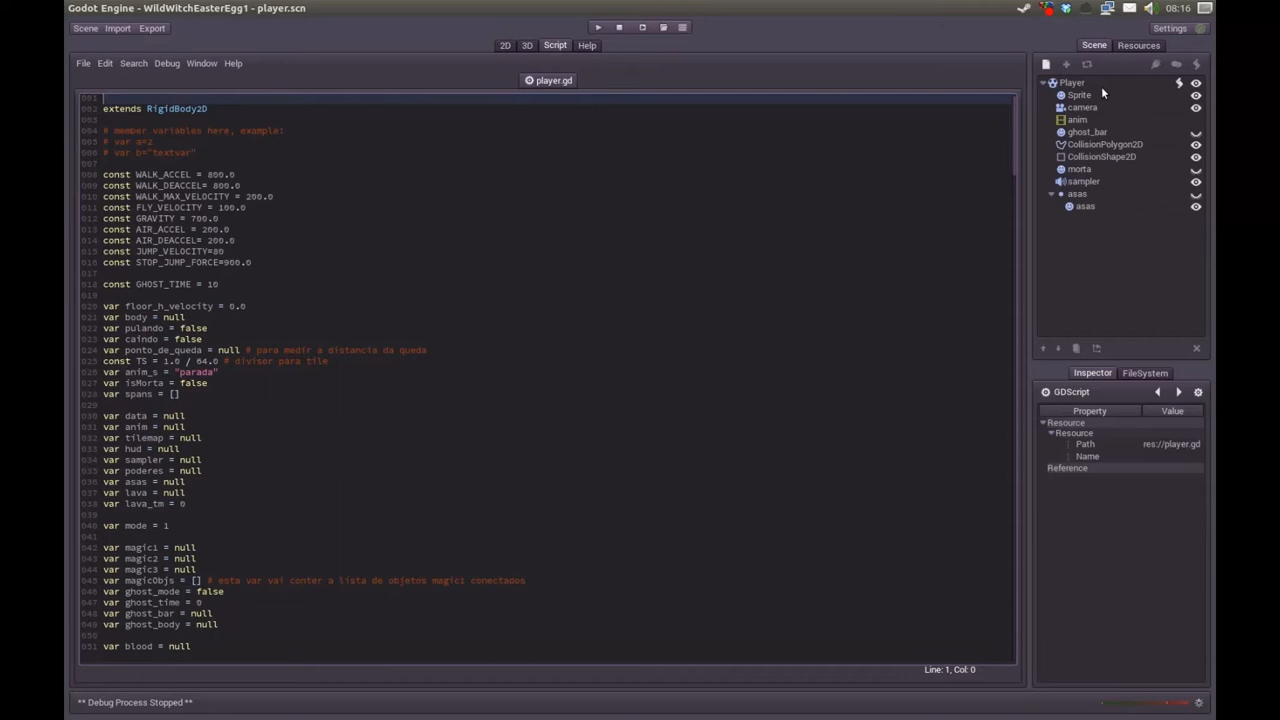 Godot Engine - WildWitchEasterEgg1 - player.scn
08:16
Scene Import Export
Settings
2D 3D Script Help
Scene Resources
File Edit Search Debug Window Help
player.gd
001
002 extends RigidBody2D
003
004 # member variables here, example:
005 # var a=2
006 # var b="textvar"
007
008 const WALK_ACCEL = 800.0
009 const WALK_DEACCEL= 800.0
010 const WALK_MAX_VELOCITY = 200.0
011 const FLY_VELOCITY = 100.0
012 const GRAVITY = 700.0
013 const AIR_ACCEL = 200.0
014 const AIR_DEACCEL= 200.0
015 const JUMP_VELOCITY=80
016 const STOP_JUMP_FORCE=900.0
017
018 const GHOST_TIME = 10
019
020 var floor_h_velocity = 0.0
021 var body = null
022 var pulando = false
023 var caindo = false
024 var ponto_de_queda = null # para medir a distancia da queda
025 const TS = 1.0 / 64.0 # divisor para tile
026 var anim_s = "parada"
027 var isMorta = false
028 var spans = []
029
030 var data = null
031 var anim = null
032 var tilemap = null
033 var hud = null
034 var sampler = null
035 var poderes = null
036 var asas = null
037 var lava = null
038 var lava_tm = 0
039
040 var mode = 1
041
042 var magic1 = null
043 var magic2 = null
044 var magic3 = null
045 var magicObjs = [] # esta var vai conter a lista de objetos magic1 conectados
046 var ghost_mode = false
047 var ghost_time = 0
048 var ghost_bar = null
049 var ghost_body = null
050
051 var blood = null
Line: 1, Col: 0
Player
Sprite
camera
anim
ghost_bar
CollisionPolygon2D
CollisionShape2D
morta
sampler
asas
asas
Inspector FileSystem
GDScript
Property Value
Resource
Resource
Path res://player.gd
Name
Reference
** Debug Process Stopped **